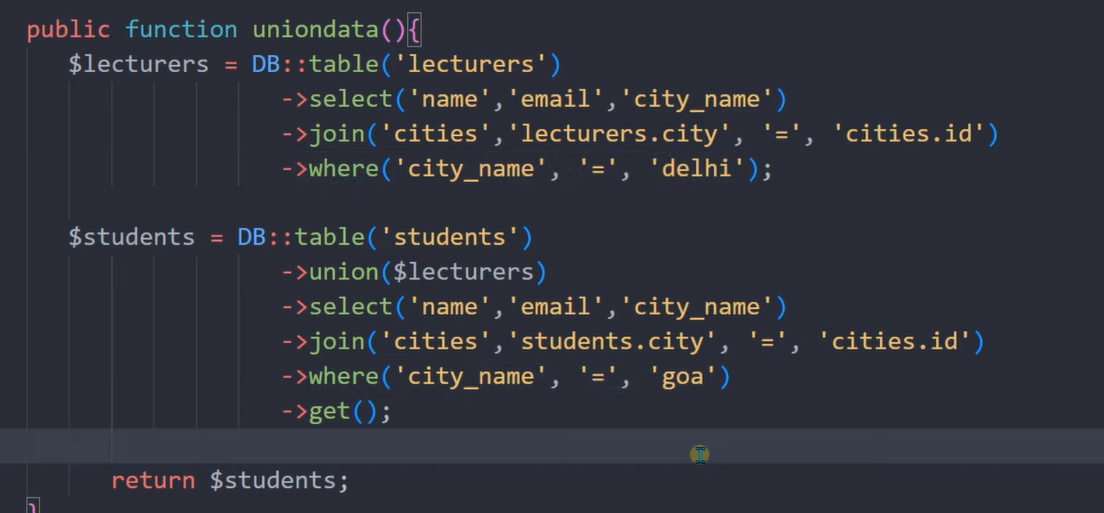 public function uniondata(){
$lecturers = DB::table('lecturers')
->select('name','email','city_name')
->join('cities','lecturers.city', '=', 'cities.id')
->where('city_name', '=', 'delhi');
$students = DB::table('students')
->union($lecturers)
->select('name','email','city_name')
->join('cities','students.city', '=', 'cities.id')
->where('city_name', '=', 'goa')
->get();
return $students;
}